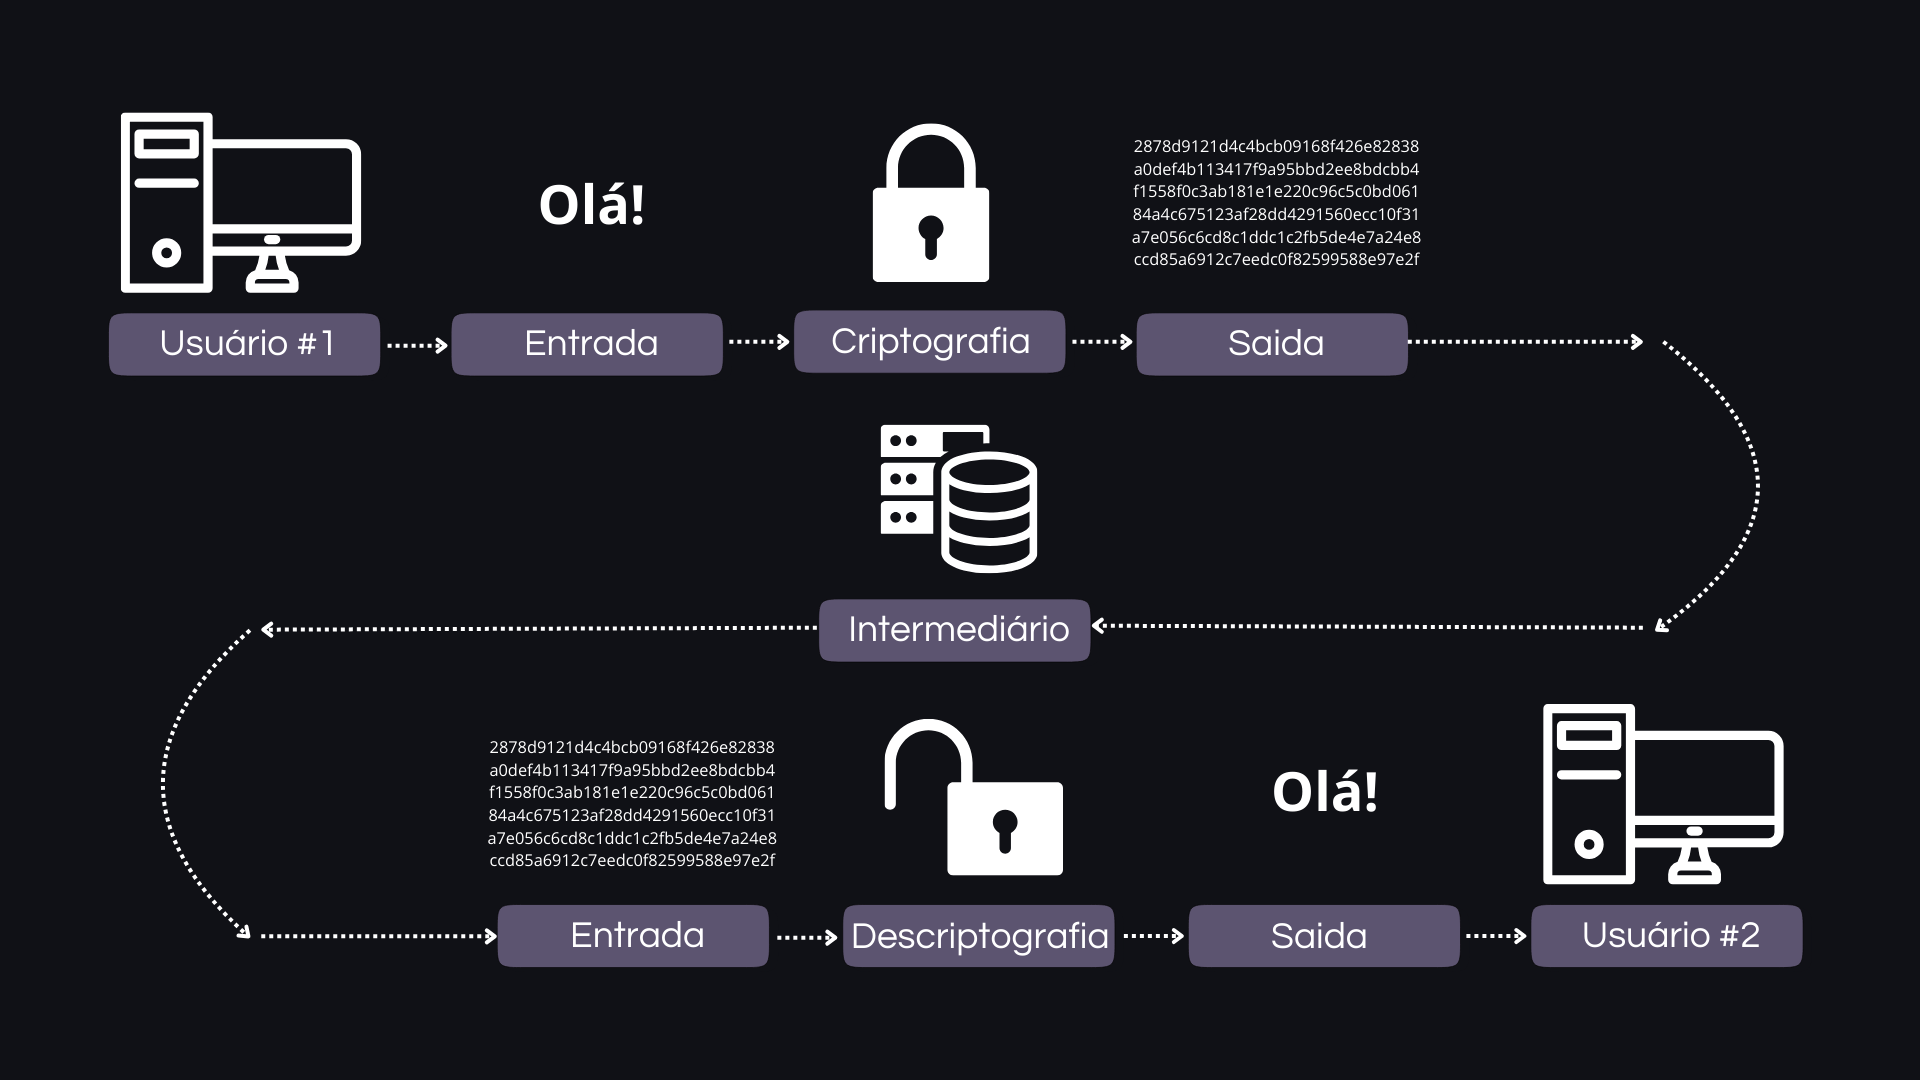 Olá!
2878d9121d4c4bcb09168f426e82838
a0def4b113417f9a95bbd2ee8bdcbb4
f1558f0c3ab181e1e220c96c5c0bd061
84a4c675123af28dd4291560ecc10f31
a7e056c6cd8c1ddc1c2fb5de4e7a24e8
ccd85a6912c7eedc0f82599588e97e2f
Usuário #1
Entrada
Criptografia
Saida
Intermediário
2878d9121d4c4bcb09168f426e82838
a0def4b113417f9a95bbd2ee8bdcbb4
f1558f0c3ab181e1e220c96c5c0bd061
84a4c675123af28dd4291560ecc10f31
a7e056c6cd8c1ddc1c2fb5de4e7a24e8
ccd85a6912c7eedc0f82599588e97e2f
Olá!
Entrada
Descriptografia
Saida
Usuário #2